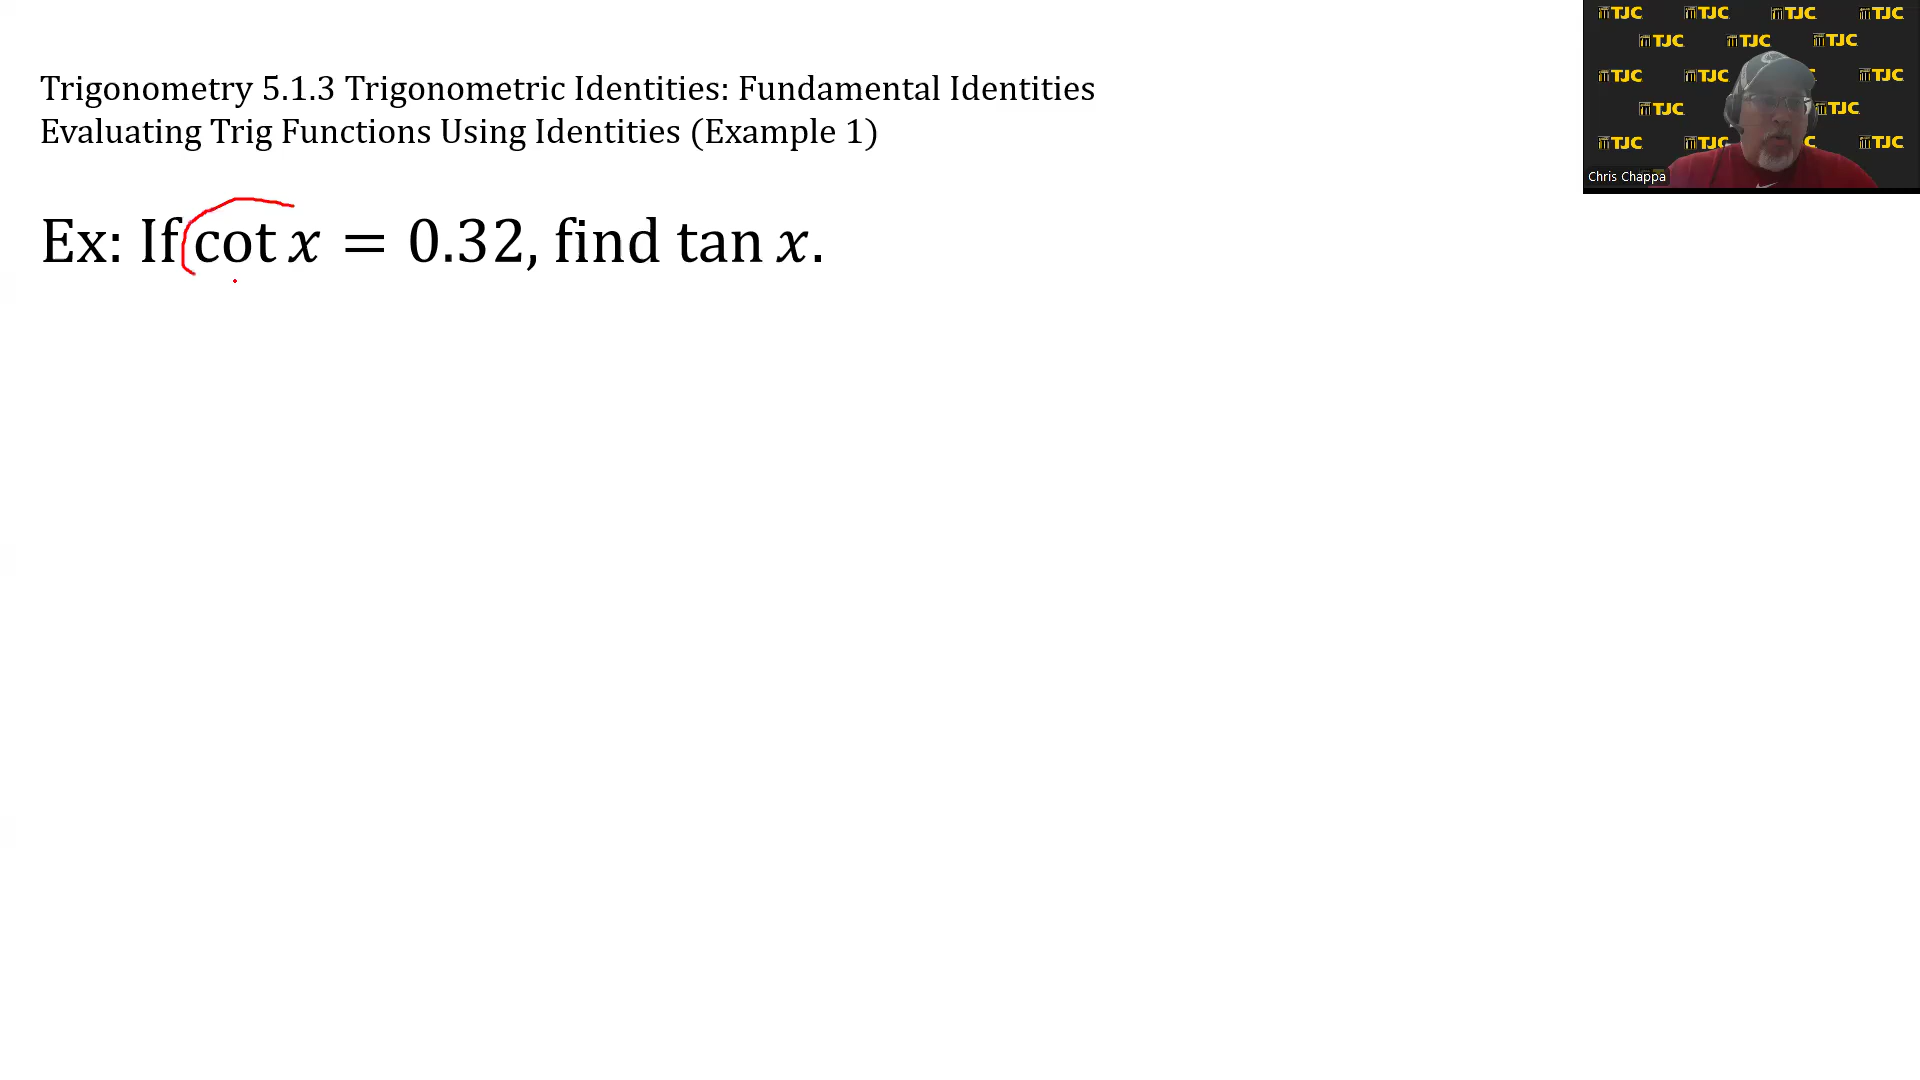 Trigonometry 5.1.3 Trigonometric Identities: Fundamental Identities
Evaluating Trig Functions Using Identities (Example 1)
Ex: If cot x = 0.32, find tan x.
TJC TJC TJC TJC
TJC TJC TJC
TJC TJC TJC
TJC TJC
TJC TJC TJC
Chris Chappa